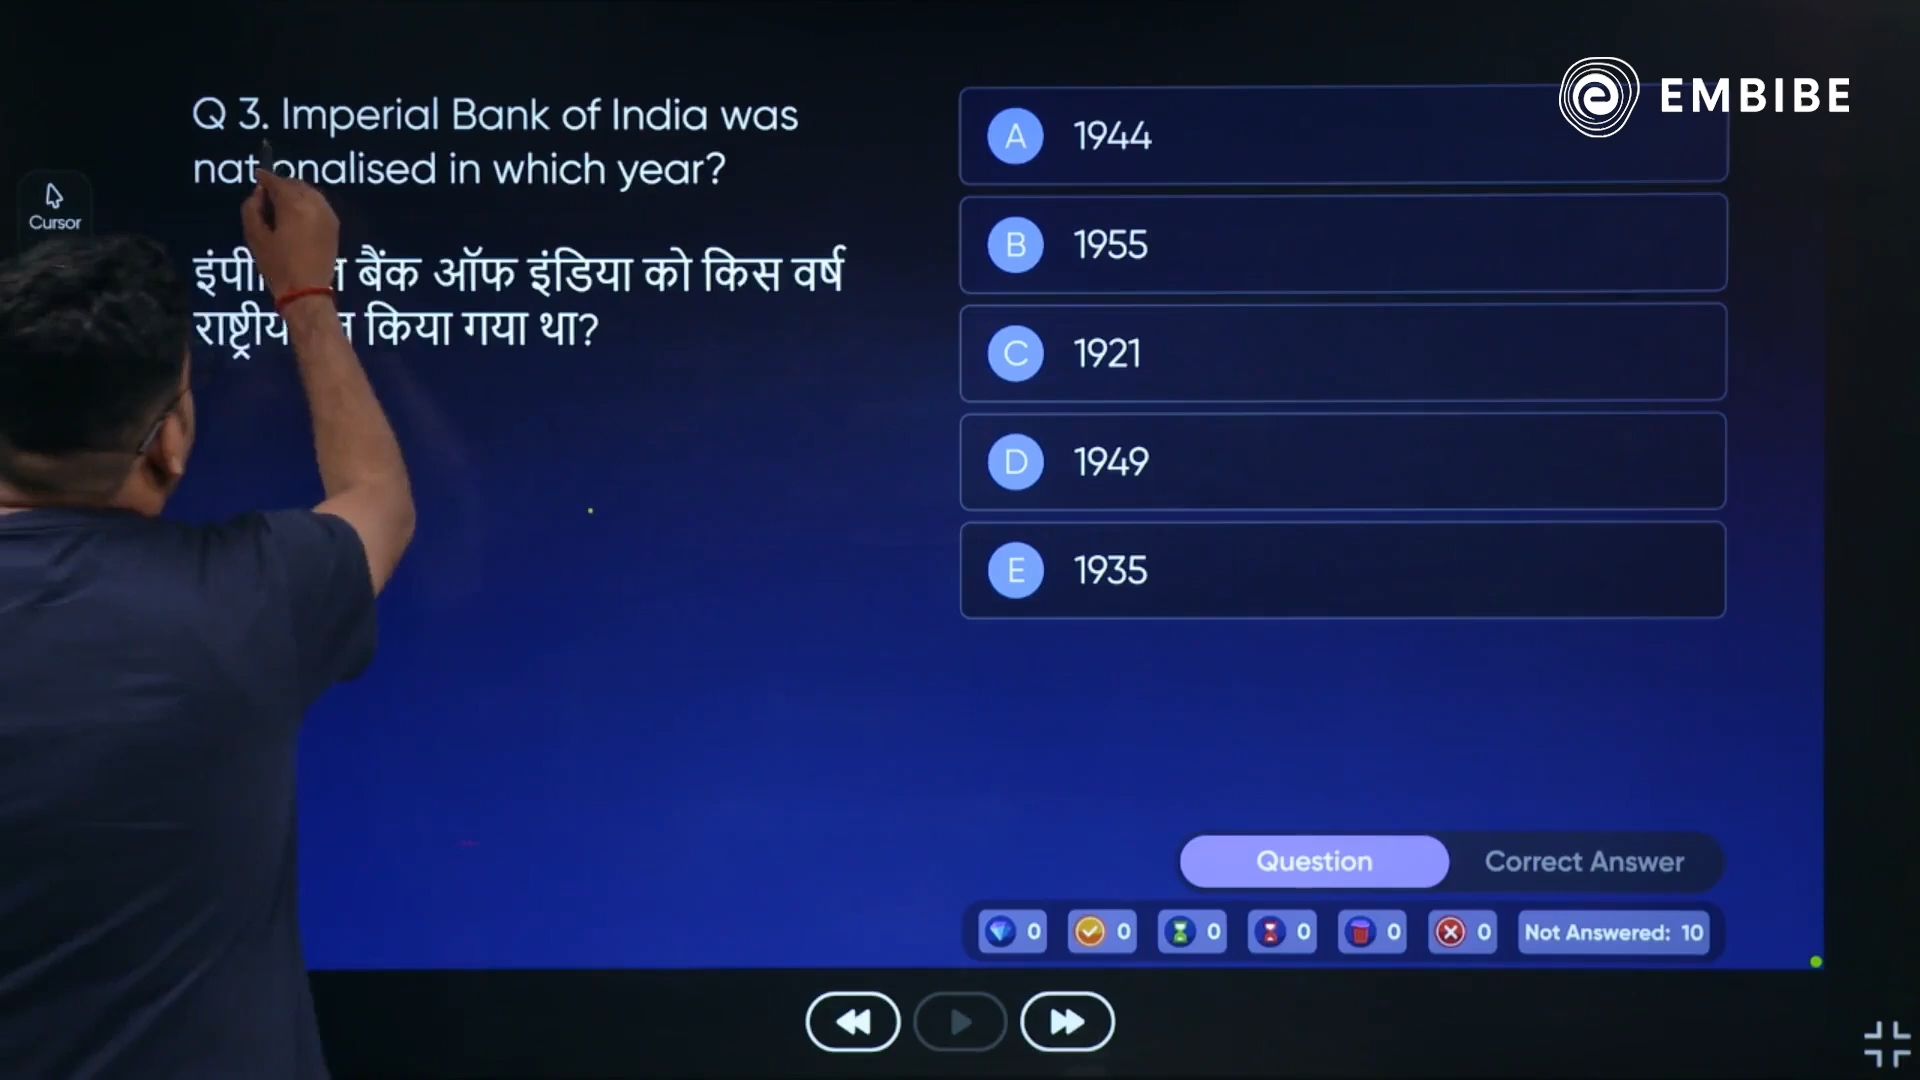 EMBIBE
Q 3. Imperial Bank of India was
onalised in which year?
Cursor
बैंक ऑफ इंडिया को किस वर्ष
किया गया था?
A 1944
B 1955
C 1921
D 1949
E 1935
Question Correct Answer
0 0 0 0 0 0 Not Answered: 10